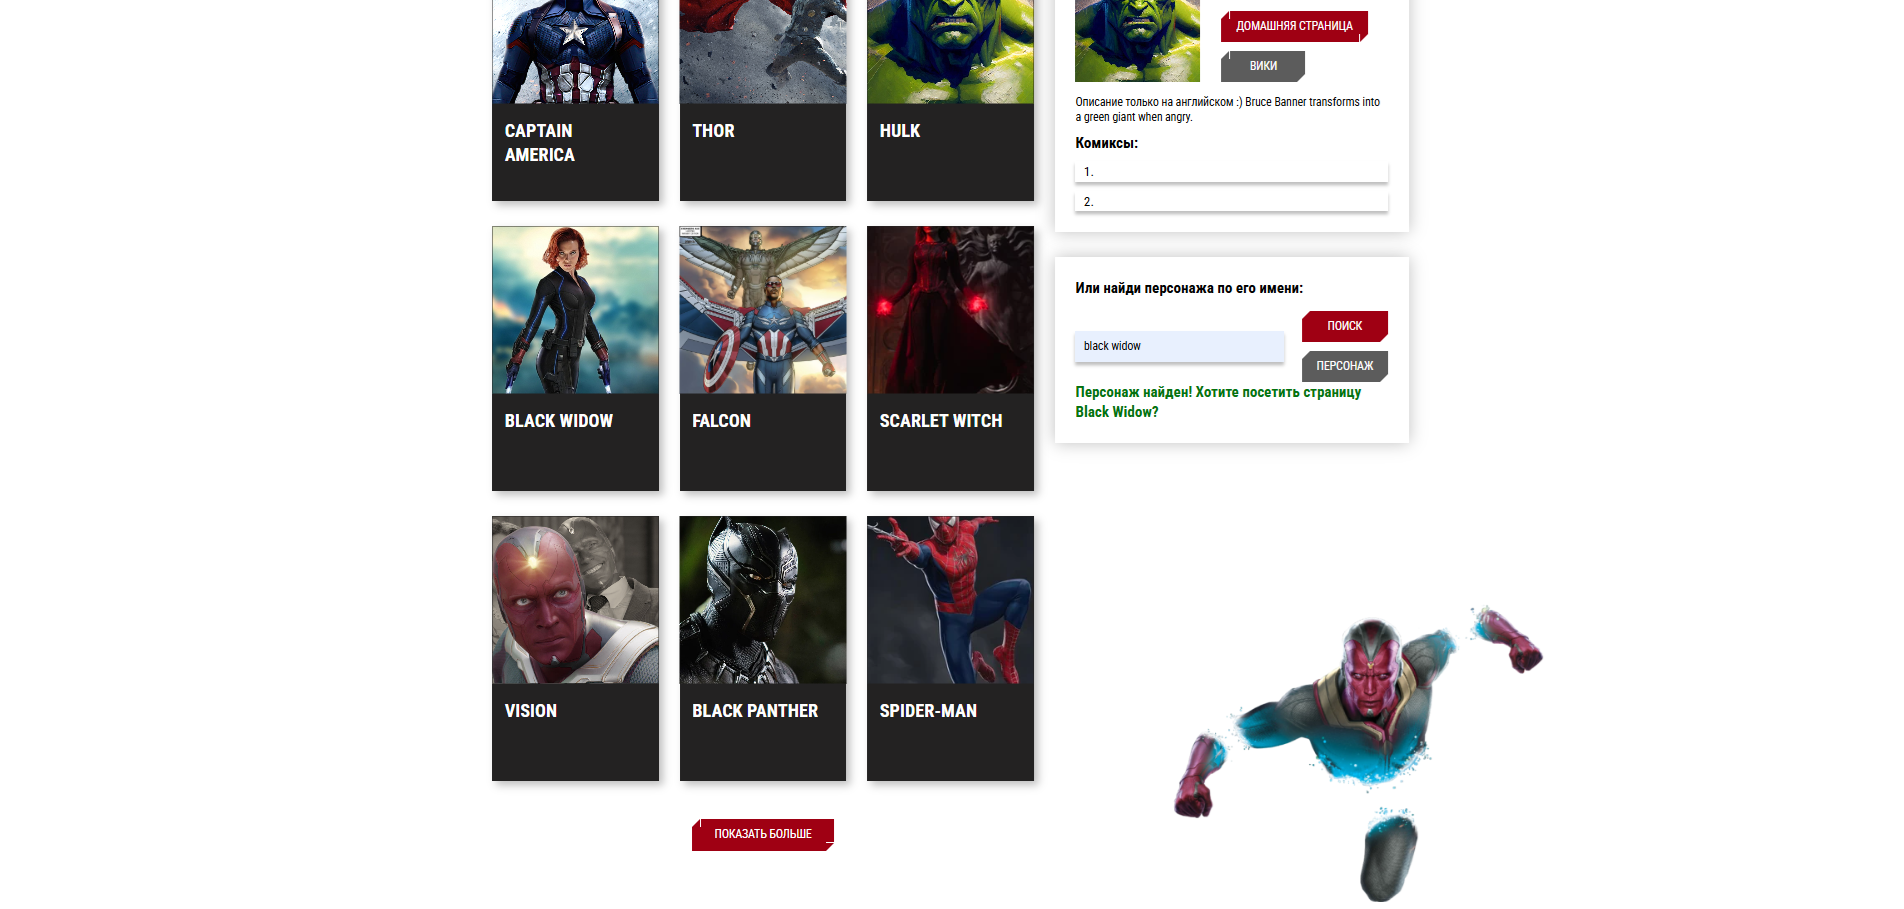 CAPTAIN
AMERICA
THOR
HULK
BLACK WIDOW
FALCON
SCARLET WITCH
VISION
BLACK PANTHER
SPIDER-MAN
ПОКАЗАТЬ БОЛЬШЕ
ДОМАШНЯЯ СТРАНИЦА
ВИКИ
Описание только на английском :) Bruce Banner transforms into
a green giant when angry.
Комиксы:
1.
2.
Или найди персонажа по его имени:
black widow
ПОИСК
ПЕРСОНАЖ
Персонаж найден! Хотите посетить страницу
Black Widow?